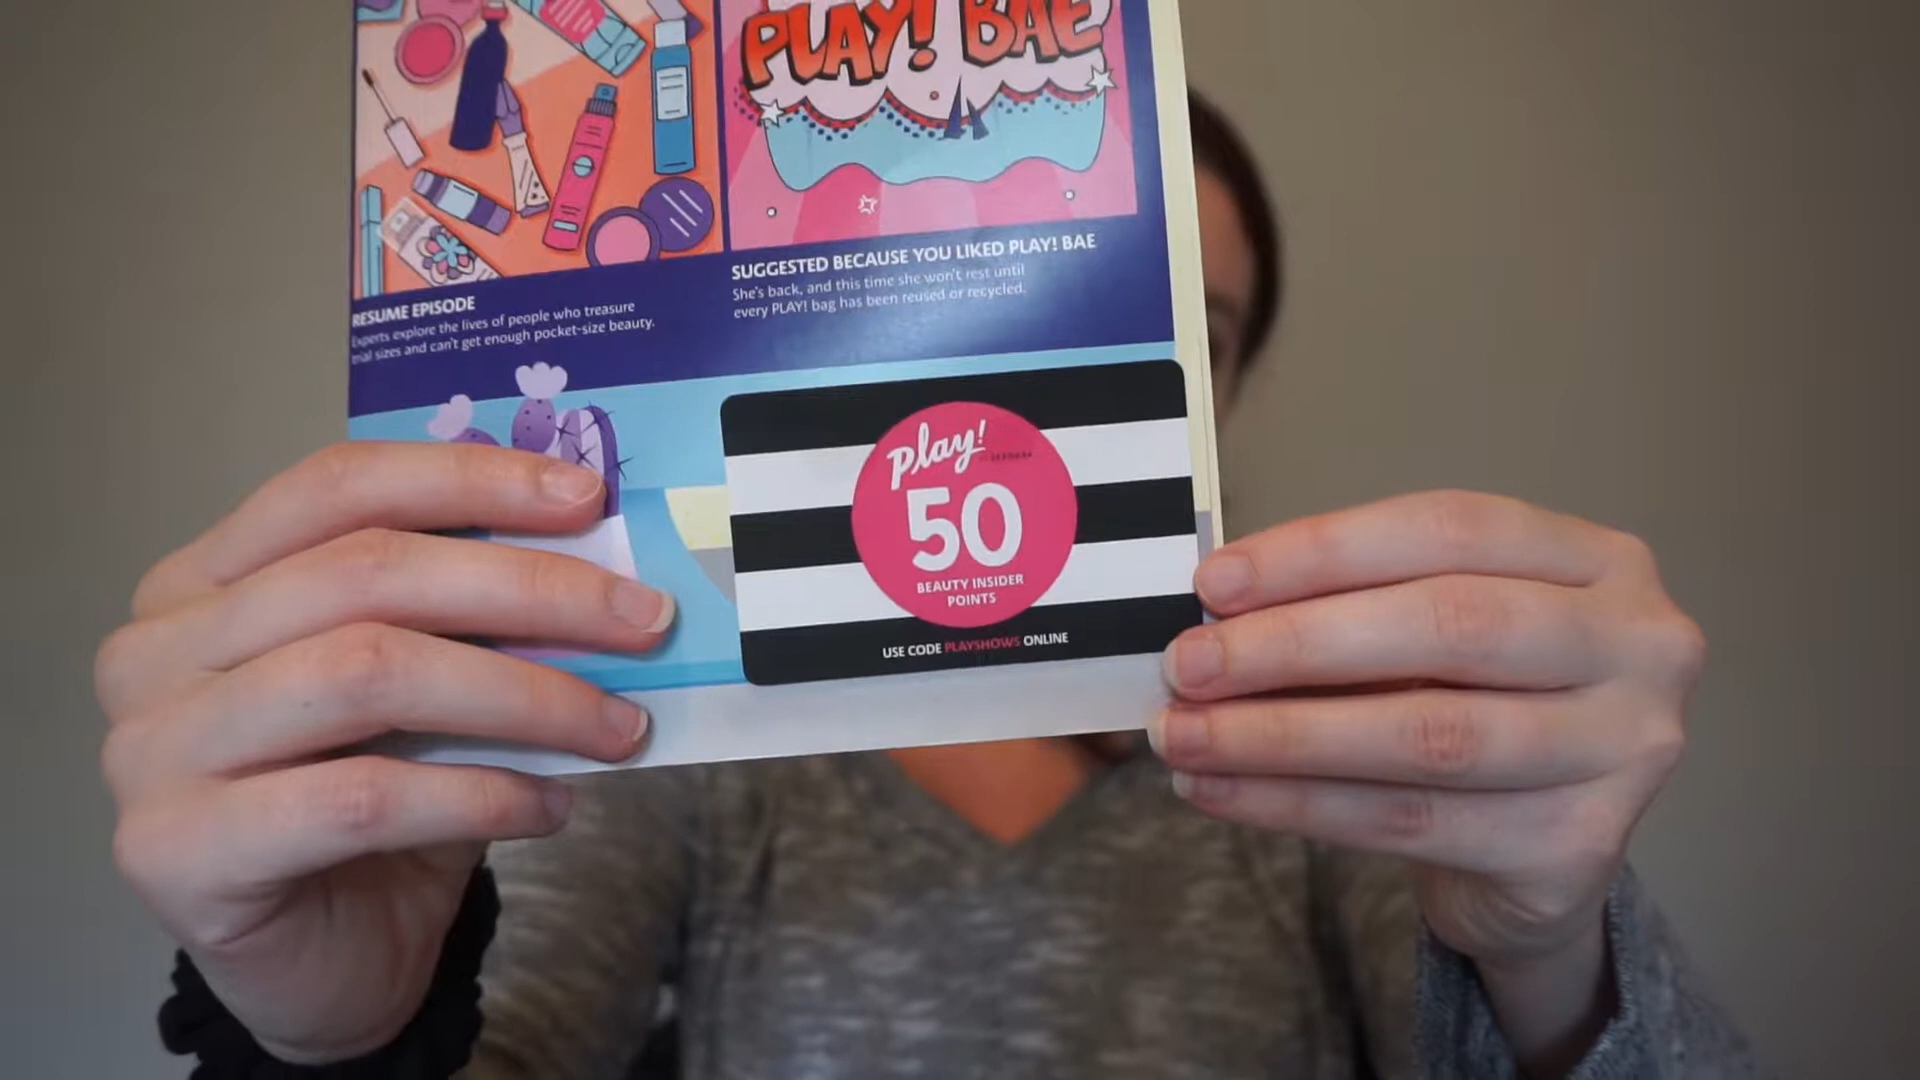 PLAY! BAE
SUGGESTED BECAUSE YOU LIKED PLAY! BAE
She's back, and this time she won't rest until
every PLAY! bag has been reused or recycled.
RESUME EPISODE
Experts explore the lives of people who treasure
trial sizes and can't get enough pocket-size beauty.
play!
50
BEAUTY INSIDER
POINTS
USE CODE PLAYSHOWS ONLINE